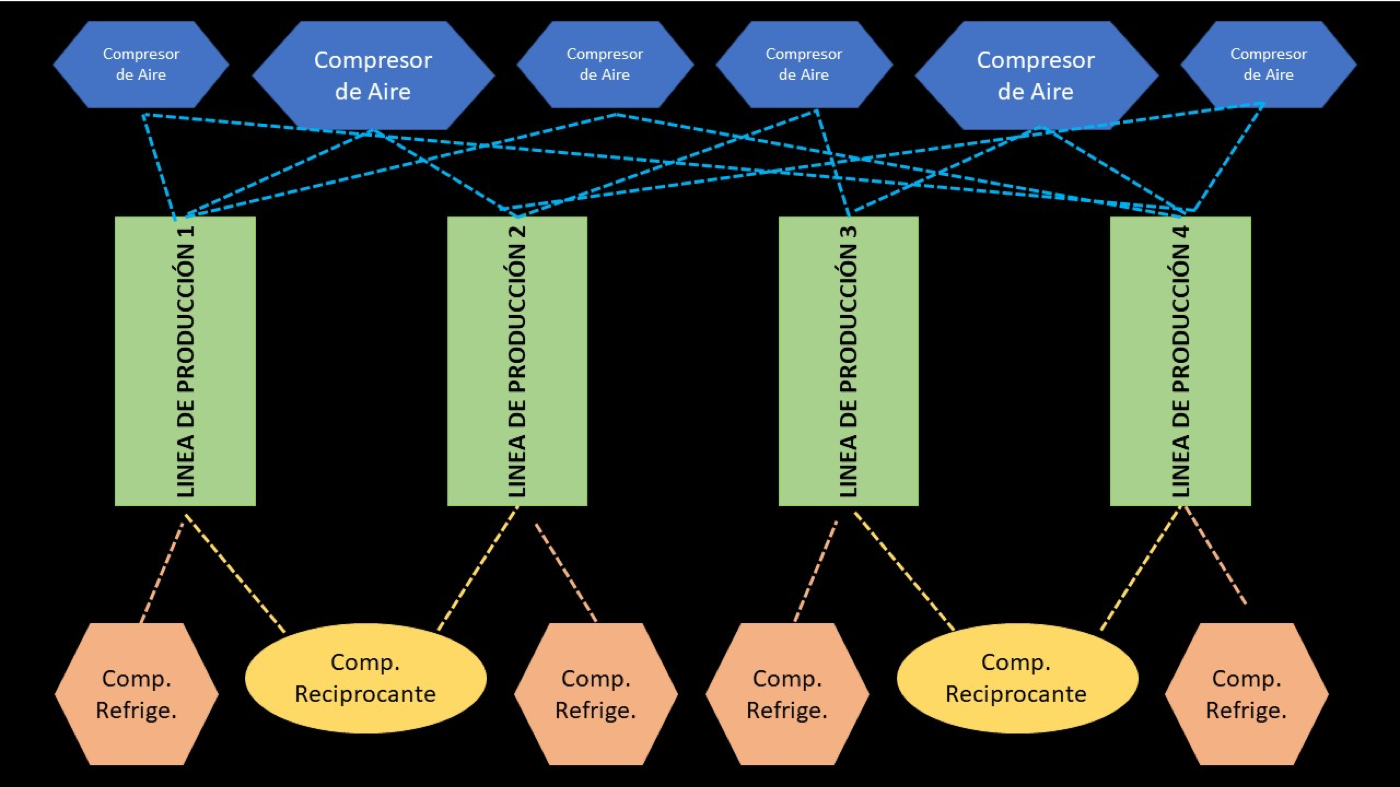 Compresor
de Aire
Compresor
de Aire
Compresor
de Aire
Compresor
de Aire
Compresor
de Aire
Compresor
de Aire
LINEA DE PRODUCCIÓN 1
LINEA DE PRODUCCIÓN 2
LINEA DE PRODUCCIÓN 3
LINEA DE PRODUCCIÓN 4
Comp.
Refrige.
Comp.
Reciprocante
Comp.
Refrige.
Comp.
Refrige.
Comp.
Reciprocante
Comp.
Refrige.